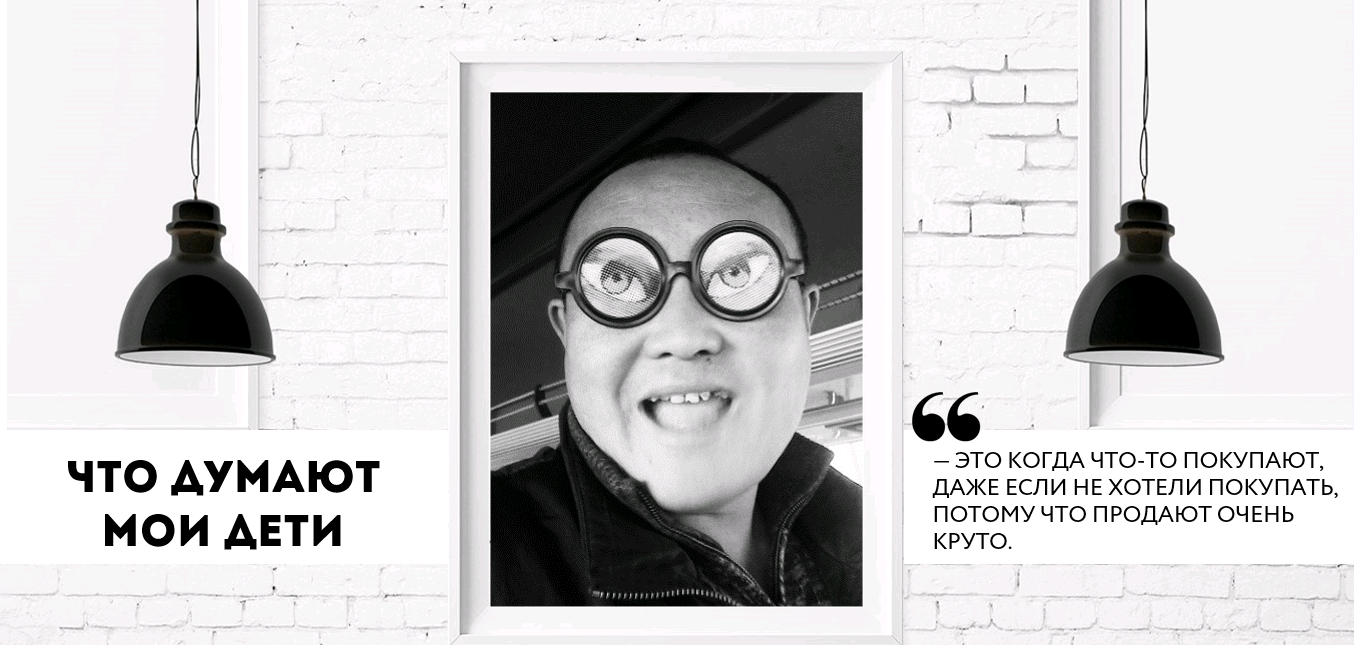 ЧТО ДУМАЮТ
МОИ ДЕТИ
❝
– ЭТО КОГДА ЧТО-ТО ПОКУПАЮТ,
ДАЖЕ ЕСЛИ НЕ ХОТЕЛИ ПОКУПАТЬ,
ПОТОМУ ЧТО ПРОДАЮТ ОЧЕНЬ
КРУТО.